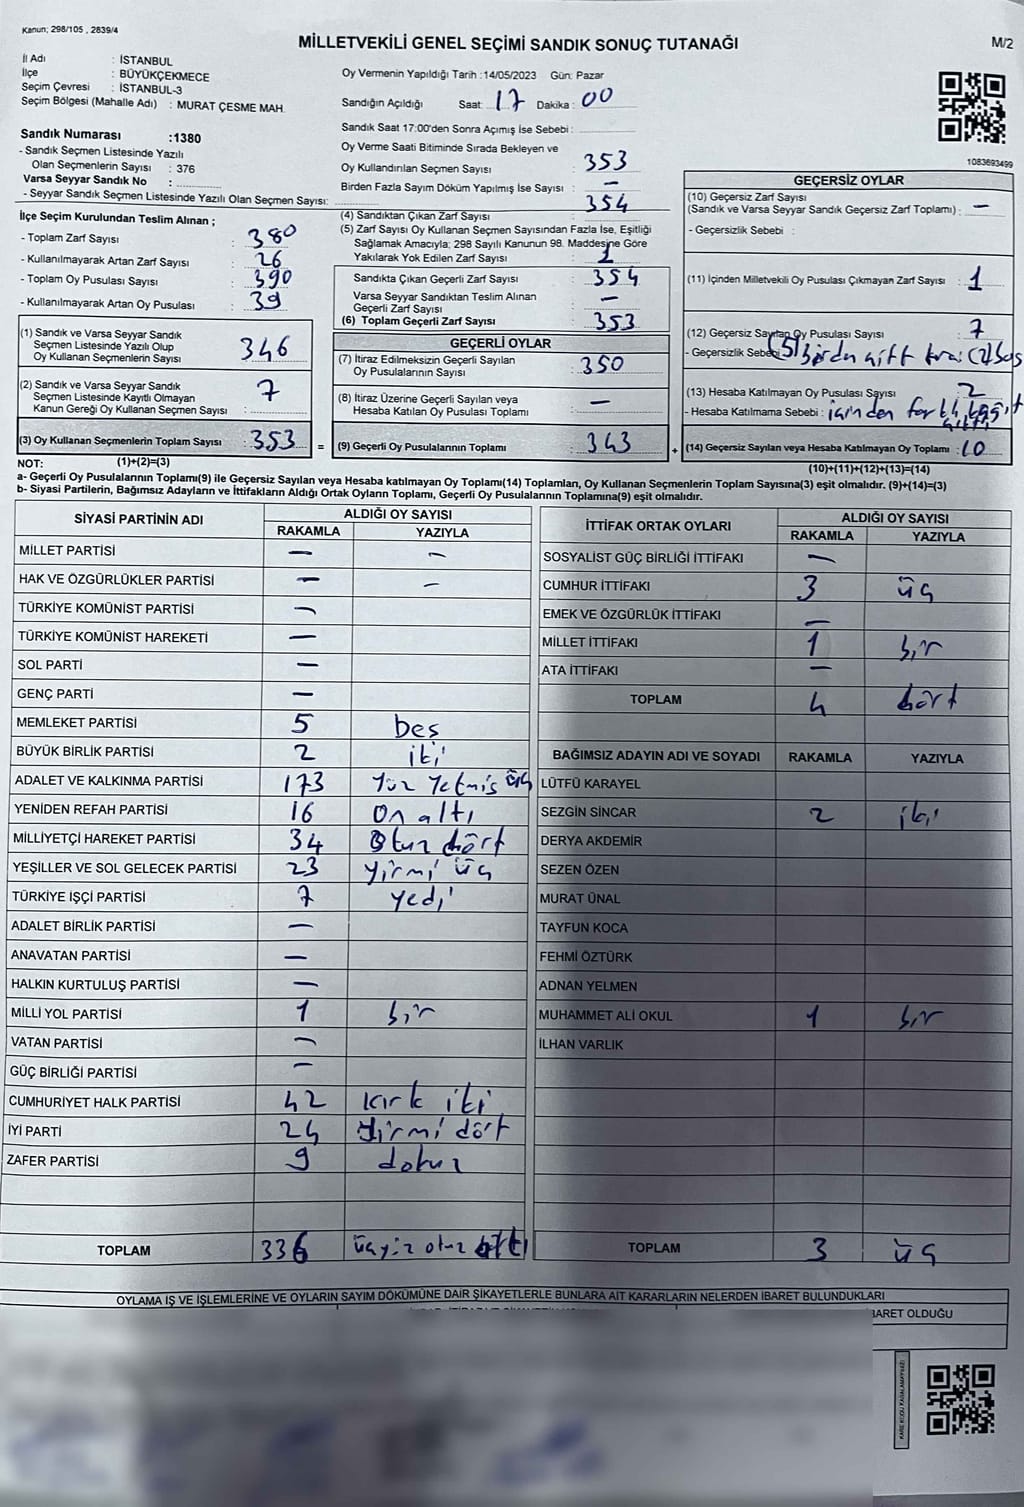 Kanun; 298/105 , 2839/4
MİLLETVEKİLİ GENEL SEÇİMİ SANDIK SONUÇ TUTANAĞI
M/2
İl Adı : İSTANBUL
İlçe : BÜYÜKÇEKMECE
Seçim Çevresi : İSTANBUL-3
Seçim Bölgesi (Mahalle Adı) : MURAT ÇESME MAH.
Sandık Numarası :1380
- Sandık Seçmen Listesinde Yazılı
Olan Seçmenlerin Sayısı : 376
Varsa Seyyar Sandık No :
- Seyyar Sandık Seçmen Listesinde Yazılı Olan Seçmen Sayısı:
Oy Vermenin Yapıldığı Tarih :14/05/2023 Gün: Pazar
Sandığın Açıldığı Saat: 17 Dakika : 00
Sandık Saat 17:00'den Sonra Açımış İse Sebebi :
Oy Verme Saati Bitiminde Sırada Bekleyen ve
Oy Kullandırılan Seçmen Sayısı : 353
Birden Fazla Sayım Döküm Yapılmış İse Sayısı : —
1083693499
İlçe Seçim Kurulundan Teslim Alınan ;
- Toplam Zarf Sayısı : 380
- Kullanılmayarak Artan Zarf Sayısı : 26
- Toplam Oy Pusulası Sayısı : 390
- Kullanılmayarak Artan Oy Pusulası : 39
(1) Sandık ve Varsa Seyyar Sandık
Seçmen Listesinde Yazılı Olup
Oy Kullanan Seçmenlerin Sayısı : 346
(2) Sandık ve Varsa Seyyar Sandık
Seçmen Listesinde Kayıtlı Olmayan
Kanun Gereği Oy Kullanan Seçmen Sayısı : 7
(3) Oy Kullanan Seçmenlerin Toplam Sayısı : 353 =
(4) Sandıktan Çıkan Zarf Sayısı : 354
(5) Zarf Sayısı Oy Kullanan Seçmen Sayısından Fazla İse, Eşitliği
Sağlamak Amacıyla; 298 Sayılı Kanunun 98. Maddesine Göre
Yakılarak Yok Edilen Zarf Sayısı : 1
Sandıkta Çıkan Geçerli Zarf Sayısı : 354
Varsa Seyyar Sandıktan Teslim Alınan
Geçerli Zarf Sayısı : —
(6) Toplam Geçerli Zarf Sayısı : 353
GEÇERLİ OYLAR
(7) İtiraz Edilmeksizin Geçerli Sayılan
Oy Pusulalarının Sayısı : 350
(8) İtiraz Üzerine Geçerli Sayılan veya
Hesaba Katılan Oy Pusulası Toplamı : —
(9) Geçerli Oy Pusulalarının Toplamı : 343 +
GEÇERSİZ OYLAR
(10) Geçersiz Zarf Sayısı
(Sandık ve Varsa Seyyar Sandık Geçersiz Zarf Toplamı) : —
- Geçersizlik Sebebi :
(11) İçinden Milletvekili Oy Pusulası Çıkmayan Zarf Sayısı : 1
(12) Geçersiz Sayılan Oy Pusulası Sayısı : 7
- Geçersizlik Sebebi (5) birden (2)
(13) Hesaba Katılmayan Oy Pusulası Sayısı : 2
- Hesaba Katılmama Sebebi : içinden farklı
(14) Geçersiz Sayılan veya Hesaba Katılmayan Oy Toplamı : 10
NOT: (1)+(2)=(3)
(10)+(11)+(12)+(13)=(14)
a- Geçerli Oy Pusulalarının Toplamı(9) ile Geçersiz Sayılan veya Hesaba katılmayan Oy Toplamı(14) Toplamları, Oy Kullanan Seçmenlerin Toplam Sayısına(3) eşit olmalıdır. (9)+(14)=(3)
b- Siyasi Partilerin, Bağımsız Adayların ve İttifakların Aldığı Ortak Oyların Toplamı, Geçerli Oy Pusulalarının Toplamına(9) eşit olmalıdır.
SİYASİ PARTİNİN ADI ALDIĞI OY SAYISI
RAKAMLA YAZIYLA
MİLLET PARTİSİ — —
HAK VE ÖZGÜRLÜKLER PARTİSİ — —
TÜRKİYE KOMÜNİST PARTİSİ —
TÜRKİYE KOMÜNİST HAREKETİ —
SOL PARTİ —
GENÇ PARTİ —
MEMLEKET PARTİSİ 5 beş
BÜYÜK BİRLİK PARTİSİ 2 iki
ADALET VE KALKINMA PARTİSİ 173 Yüz Yetmiş üç
YENİDEN REFAH PARTİSİ 16 On altı
MİLLİYETÇİ HAREKET PARTİSİ 34 Otuz dört
YEŞİLLER VE SOL GELECEK PARTİSİ 23 yirmi üç
TÜRKİYE İŞÇİ PARTİSİ 7 yedi
ADALET BİRLİK PARTİSİ —
ANAVATAN PARTİSİ —
HALKIN KURTULUŞ PARTİSİ —
MİLLİ YOL PARTİSİ 1 bir
VATAN PARTİSİ —
GÜÇ BİRLİĞİ PARTİSİ —
CUMHURİYET HALK PARTİSİ 42 kırk iki
İYİ PARTİ 24 yirmi dört
ZAFER PARTİSİ 9 dokuz
TOPLAM 336 üçyüz otuz altı
İTTİFAK ORTAK OYLARI ALDIĞI OY SAYISI
RAKAMLA YAZIYLA
SOSYALİST GÜÇ BİRLİĞİ İTTİFAKI —
CUMHUR İTTİFAKI 3 üç
EMEK VE ÖZGÜRLÜK İTTİFAKI —
MİLLET İTTİFAKI 1 bir
ATA İTTİFAKI —
TOPLAM 4 dört
BAĞIMSIZ ADAYIN ADI VE SOYADI RAKAMLA YAZIYLA
LÜTFÜ KARAYEL
SEZGİN SİNCAR 2 iki
DERYA AKDEMİR
SEZEN ÖZEN
MURAT ÜNAL
TAYFUN KOCA
FEHMİ ÖZTÜRK
ADNAN YELMEN
MUHAMMET ALİ OKUL 1 bir
İLHAN VARLIK
TOPLAM 3 üç
OYLAMA İŞ VE İŞLEMLERİNE VE OYLARIN SAYIM DÖKÜMÜNE DAİR ŞİKAYETLERLE BUNLARA AİT KARARLARIN NELERDEN İBARET BULUNDUKLARI
BARET OLDUĞU